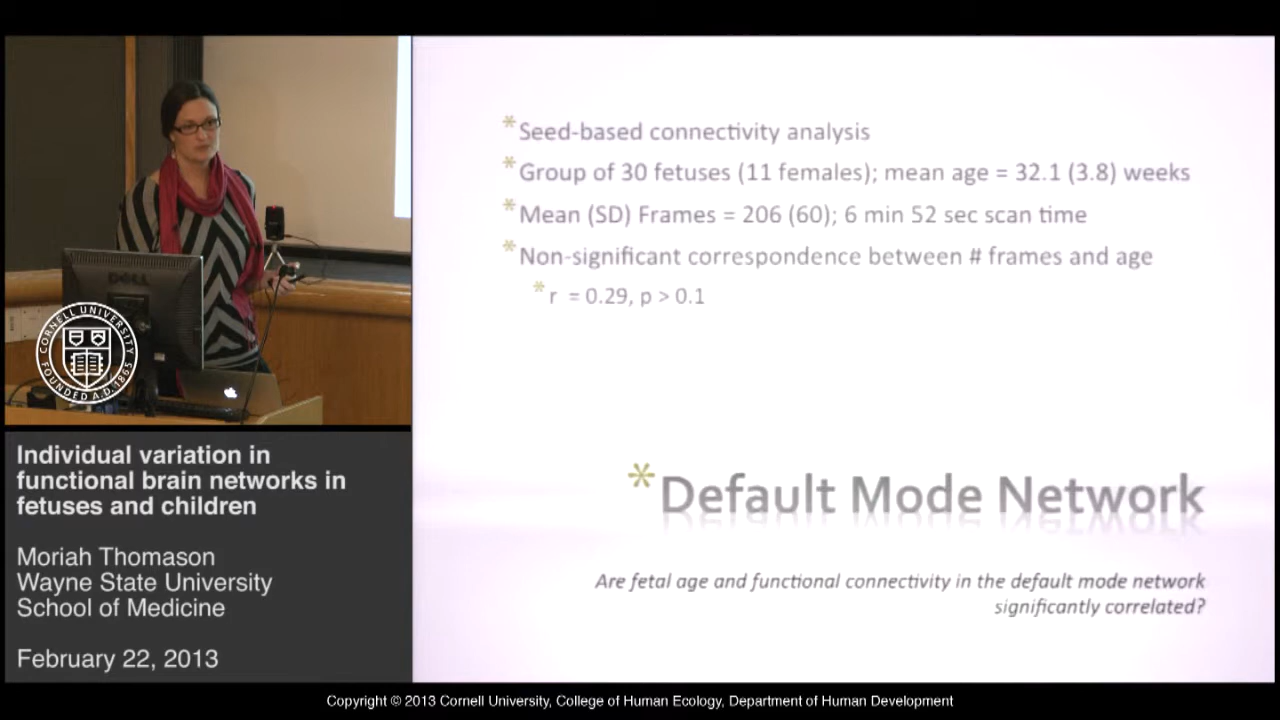 * Seed-based connectivity analysis
* Group of 30 fetuses (11 females); mean age = 32.1 (3.8) weeks
* Mean (SD) Frames = 206 (60); 6 min 52 sec scan time
* Non-significant correspondence between # frames and age
* r = 0.29, p > 0.1
* Default Mode Network
Are fetal age and functional connectivity in the default mode network
significantly correlated?
DELL
CORNELL UNIVERSITY
FOUNDED A.D. 1865
Individual variation in
functional brain networks in
fetuses and children
Moriah Thomason
Wayne State University
School of Medicine
February 22, 2013
Copyright © 2013 Cornell University, College of Human Ecology, Department of Human Development